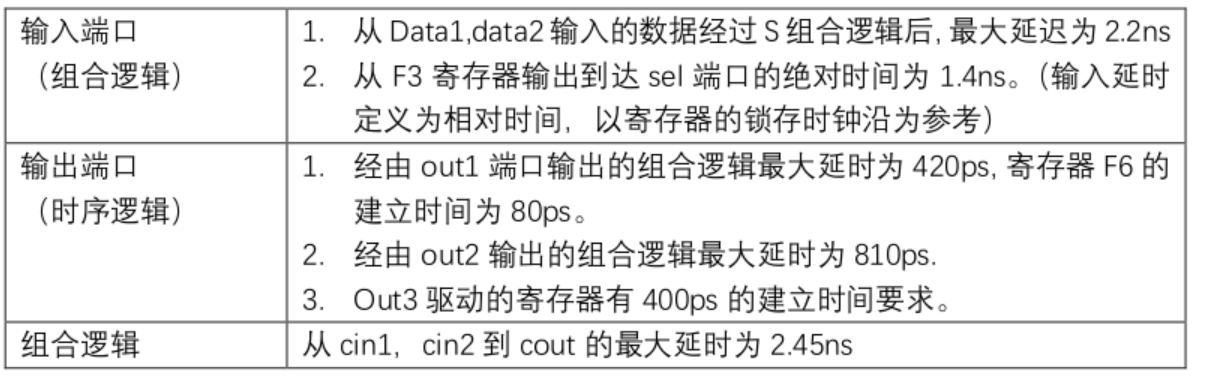 输入端口
（组合逻辑）
1. 从 Data1,data2 输入的数据经过 S 组合逻辑后, 最大延迟为 2.2ns
2. 从 F3 寄存器输出到达 sel 端口的绝对时间为 1.4ns。（输入延时
定义为相对时间，以寄存器的锁存时钟沿为参考）
输出端口
（时序逻辑）
1. 经由 out1 端口输出的组合逻辑最大延时为 420ps, 寄存器 F6 的
建立时间为 80ps。
2. 经由 out2 输出的组合逻辑最大延时为 810ps.
3. Out3 驱动的寄存器有 400ps 的建立时间要求。
组合逻辑
从 cin1，cin2 到 cout 的最大延时为 2.45ns